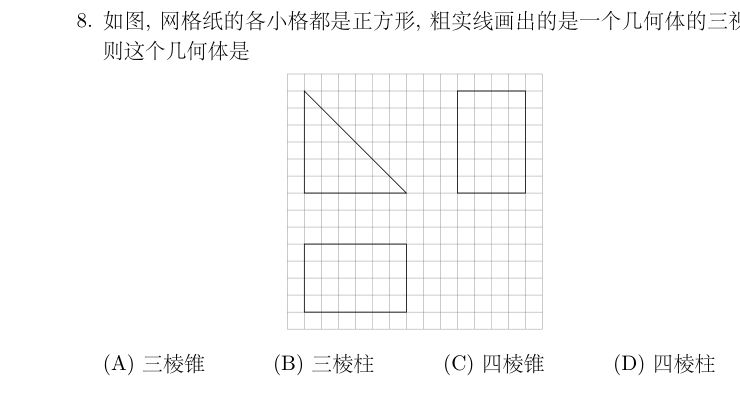 8. 如图, 网格纸的各小格都是正方形, 粗实线画出的是一个几何体的三
则这个几何体是
(A) 三棱锥 (B) 三棱柱 (C) 四棱锥 (D) 四棱柱